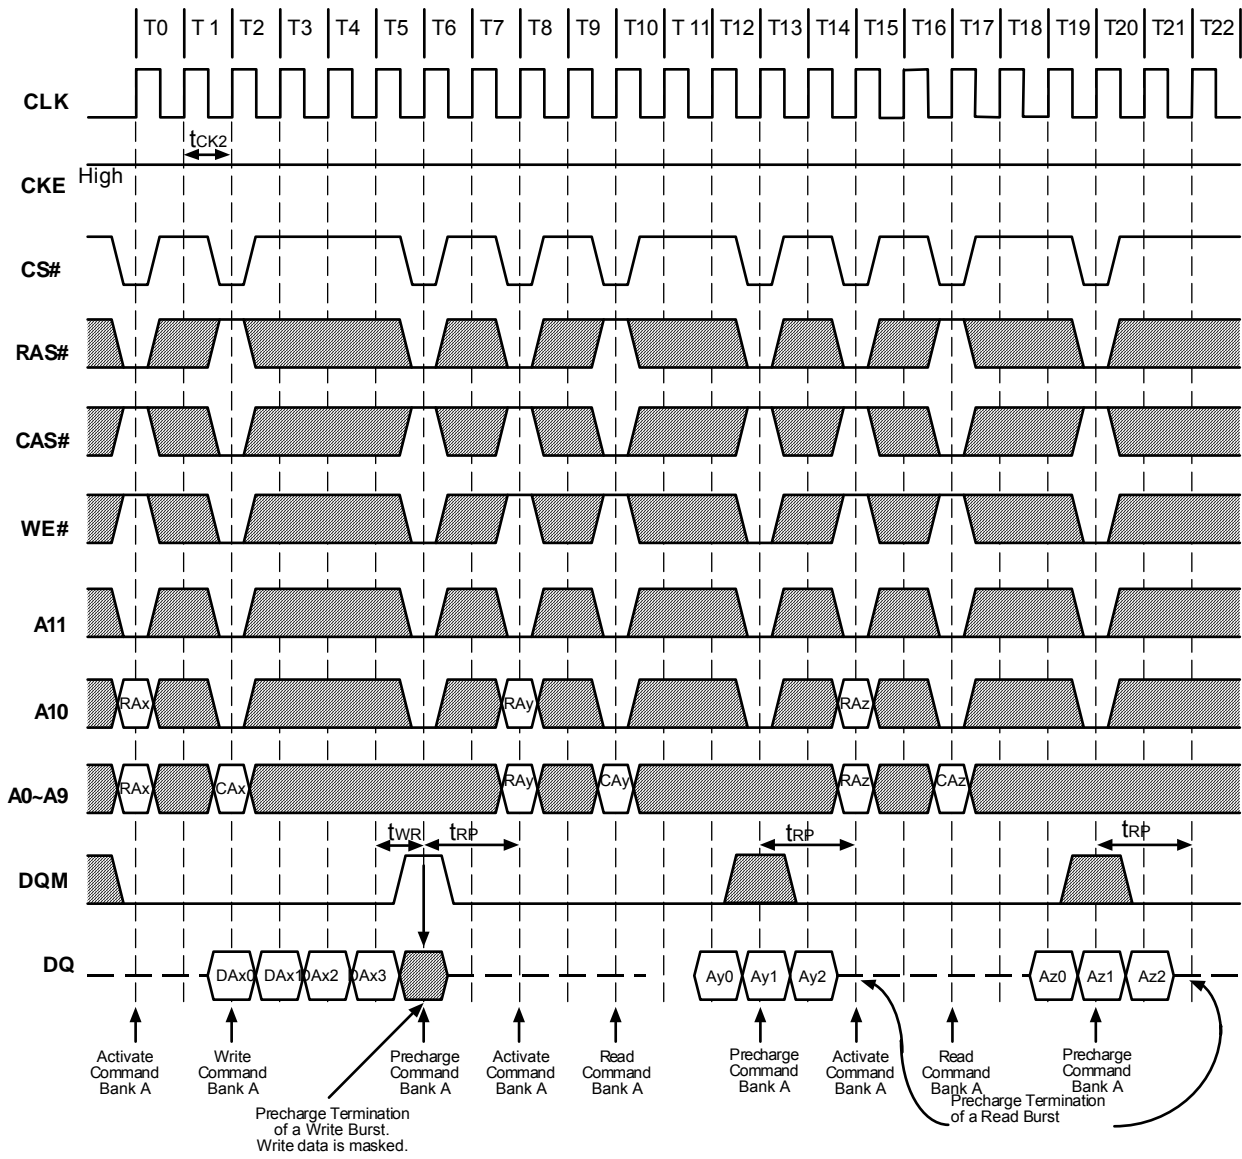 T0 T 1 T2 T3 T4 T5 T6 T7 T8 T9 T10 T 11 T12 T13 T14 T15 T16 T17 T18 T19 T20 T21 T22
CLK
tCK2
High
CKE
CS#
RAS#
CAS#
WE#
A11
A10 RAx RAy RAz
A0~A9 RAx CAx RAy CAy RAz CAz
tWR tRP tRP tRP
DQM
DQ DAx0 DAx1 DAx2 DAx3 Ay0 Ay1 Ay2 Az0 Az1 Az2
Activate Write Precharge Activate Read Precharge Activate Read Precharge
Command Command Command Command Command Command Command Command Command
Bank A Bank A Bank A Bank A Bank A Bank A Bank A Bank A Bank A
Precharge Termination
of a Write Burst.
Write data is masked.
Precharge Termination
of a Read Burst